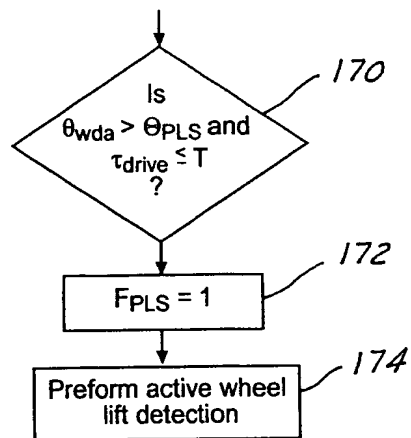 170
Is
θwda > ΘPLS and
τdrive ≤ T
?
172
FPLS = 1
174
Preform active wheel
lift detection